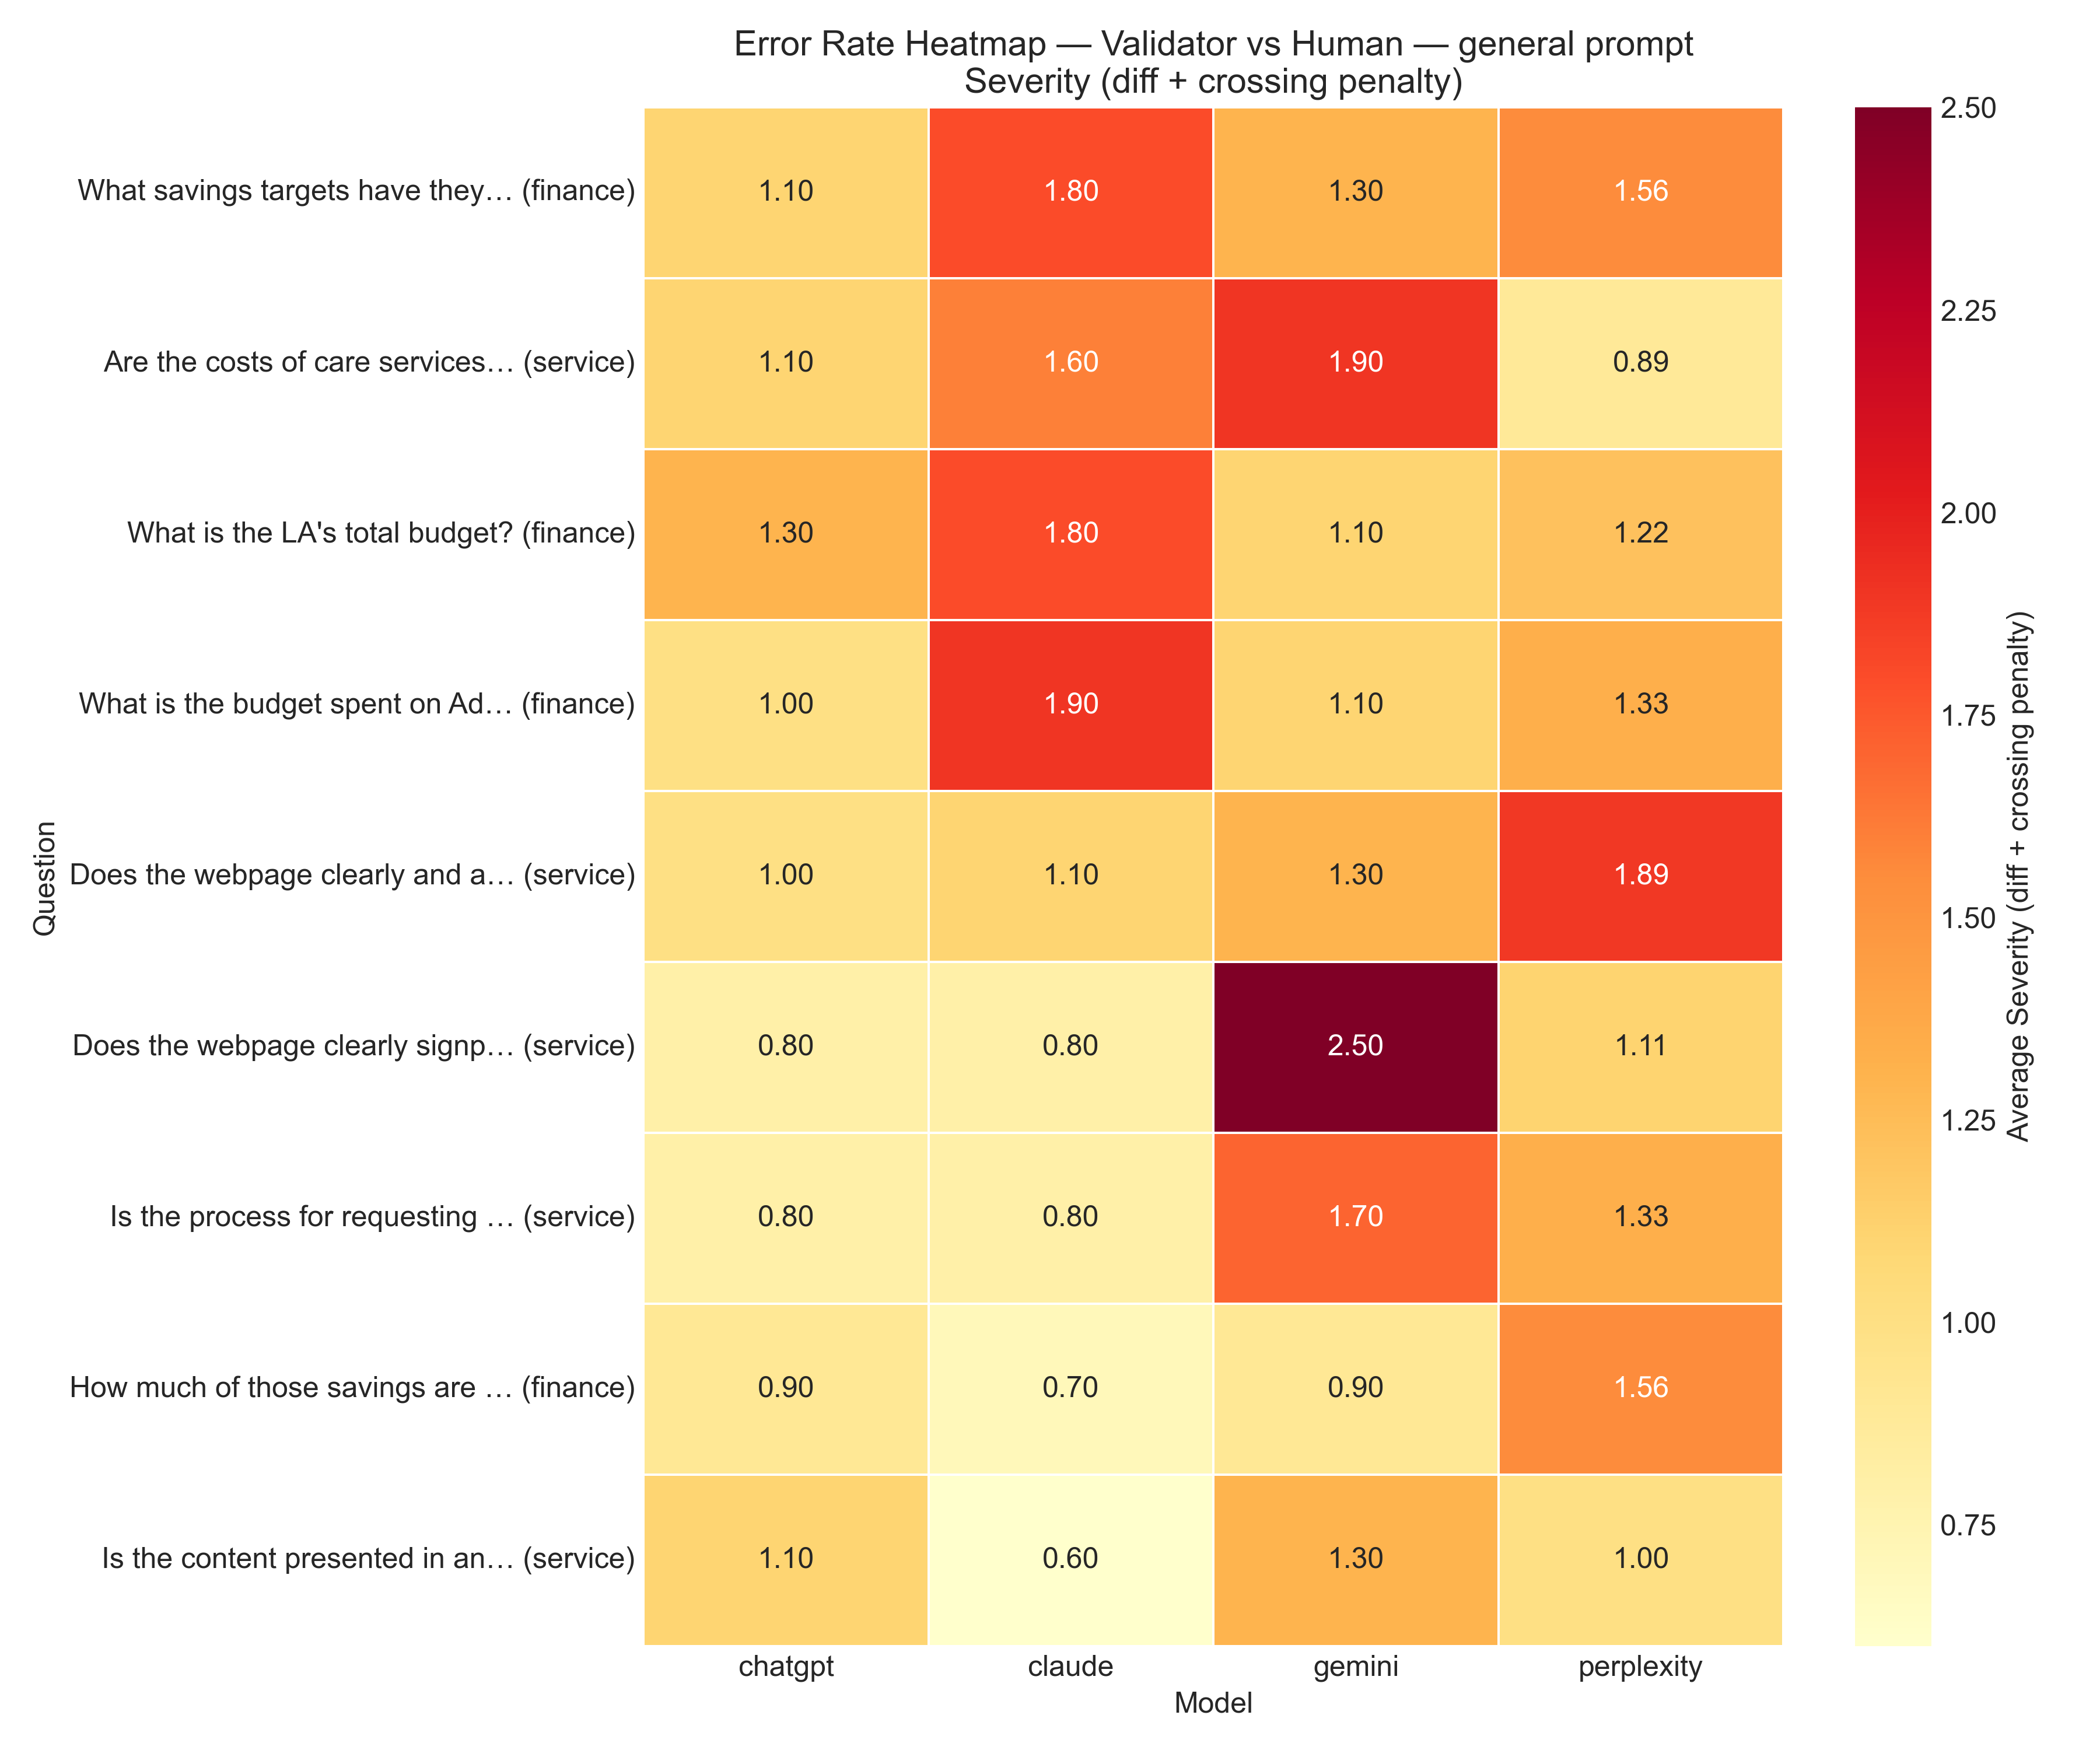 Error Rate Heatmap — Validator vs Human — general prompt
Severity (diff + crossing penalty)
What savings targets have they… (finance) 1.10 1.80 1.30 1.56
Are the costs of care services… (service) 1.10 1.60 1.90 0.89
What is the LA's total budget? (finance) 1.30 1.80 1.10 1.22
What is the budget spent on Ad… (finance) 1.00 1.90 1.10 1.33
Does the webpage clearly and a… (service) 1.00 1.10 1.30 1.89
Does the webpage clearly signp… (service) 0.80 0.80 2.50 1.11
Is the process for requesting … (service) 0.80 0.80 1.70 1.33
How much of those savings are … (finance) 0.90 0.70 0.90 1.56
Is the content presented in an… (service) 1.10 0.60 1.30 1.00
chatgpt claude gemini perplexity
Model
Question
2.50
2.25
2.00
1.75
1.50
1.25
1.00
0.75
Average Severity (diff + crossing penalty)